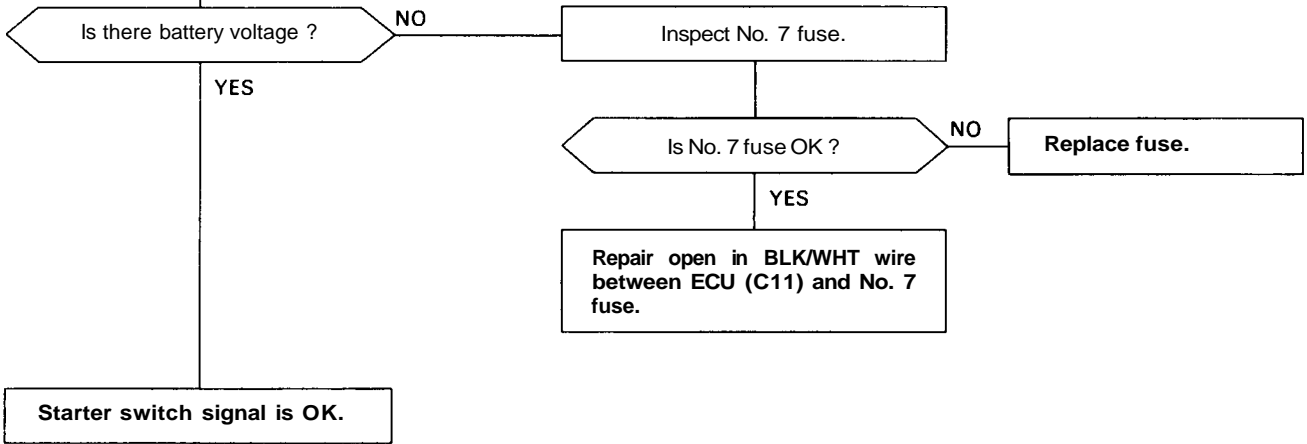 Is there battery voltage ?
NO
Inspect No. 7 fuse.
YES
Is No. 7 fuse OK ?
NO
Replace fuse.
YES
Repair open in BLK/WHT wire
between ECU (C11) and No. 7
fuse.
Starter switch signal is OK.